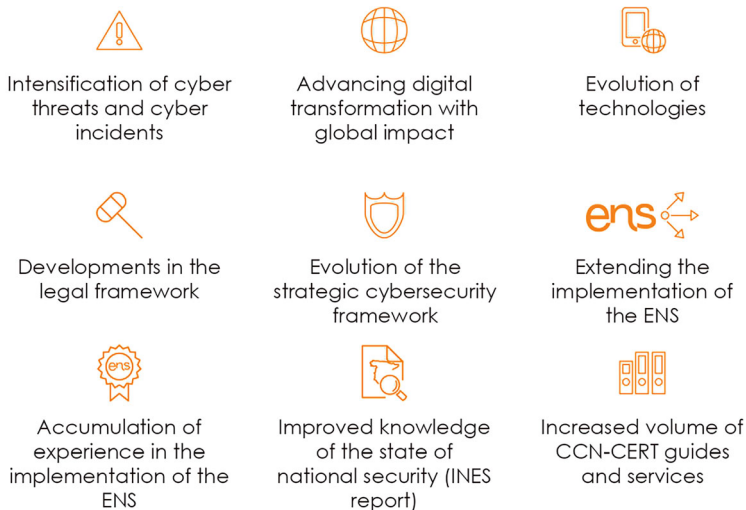 Intensification of cyber
threats and cyber
incidents
Advancing digital
transformation with
global impact
Evolution of
technologies
Developments in the
legal framework
Evolution of the
strategic cybersecurity
framework
ens
Extending the
implementation of
the ENS
ens
Accumulation of
experience in the
implementation of the
ENS
Improved knowledge
of the state of
national security (INES
report)
Increased volume of
CCN-CERT guides
and services